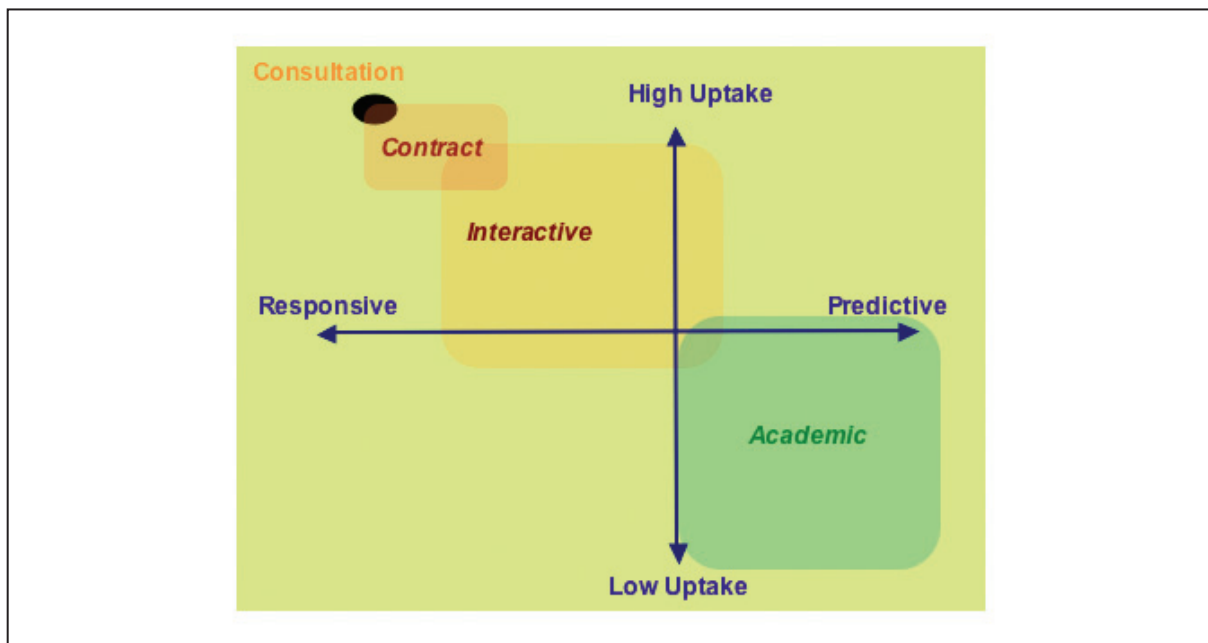 Consultation
High Uptake
Contract
Interactive
Responsive
Predictive
Academic
Low Uptake